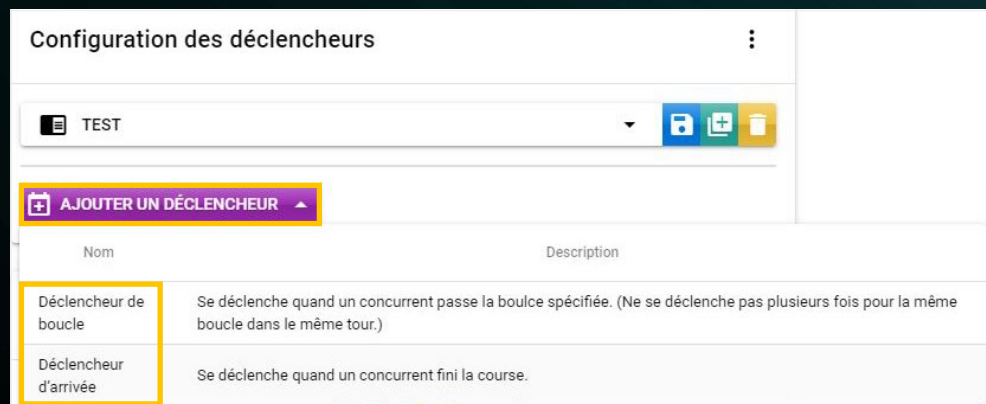 Configuration des déclencheurs
TEST
AJOUTER UN DÉCLENCHEUR
Nom Description
Déclencheur de
boucle
Se déclenche quand un concurrent passe la boulce spécifiée. (Ne se déclenche pas plusieurs fois pour la même
boucle dans le même tour.)
Déclencheur
d'arrivée
Se déclenche quand un concurrent fini la course.